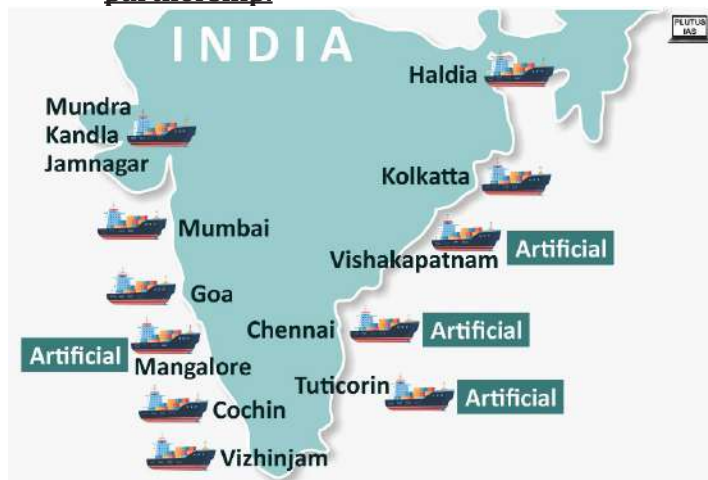 partnership.
INDIA
PLUTUS
IAS
Haldia
Mundra
Kandla
Jamnagar
Kolkatta
Mumbai
Vishakapatnam
Artificial
Goa
Chennai
Artificial
Artificial
Mangalore
Tuticorin
Artificial
Cochin
Vizhinjam